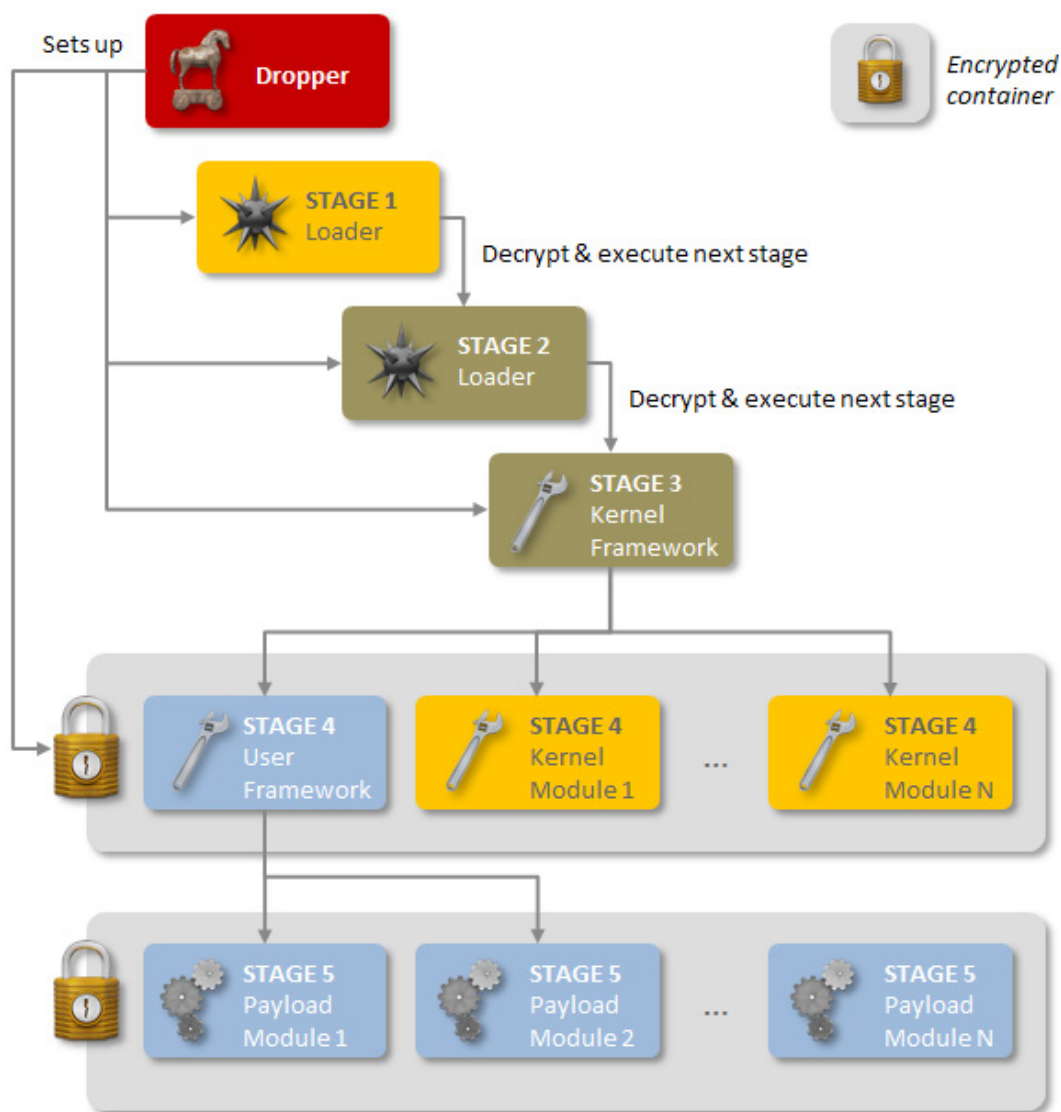 Sets up
Dropper
Encrypted
container
STAGE 1
Loader
Decrypt & execute next stage
STAGE 2
Loader
Decrypt & execute next stage
STAGE 3
Kernel
Framework
STAGE 4
User
Framework
STAGE 4
Kernel
Module 1
...
STAGE 4
Kernel
Module N
STAGE 5
Payload
Module 1
STAGE 5
Payload
Module 2
...
STAGE 5
Payload
Module N